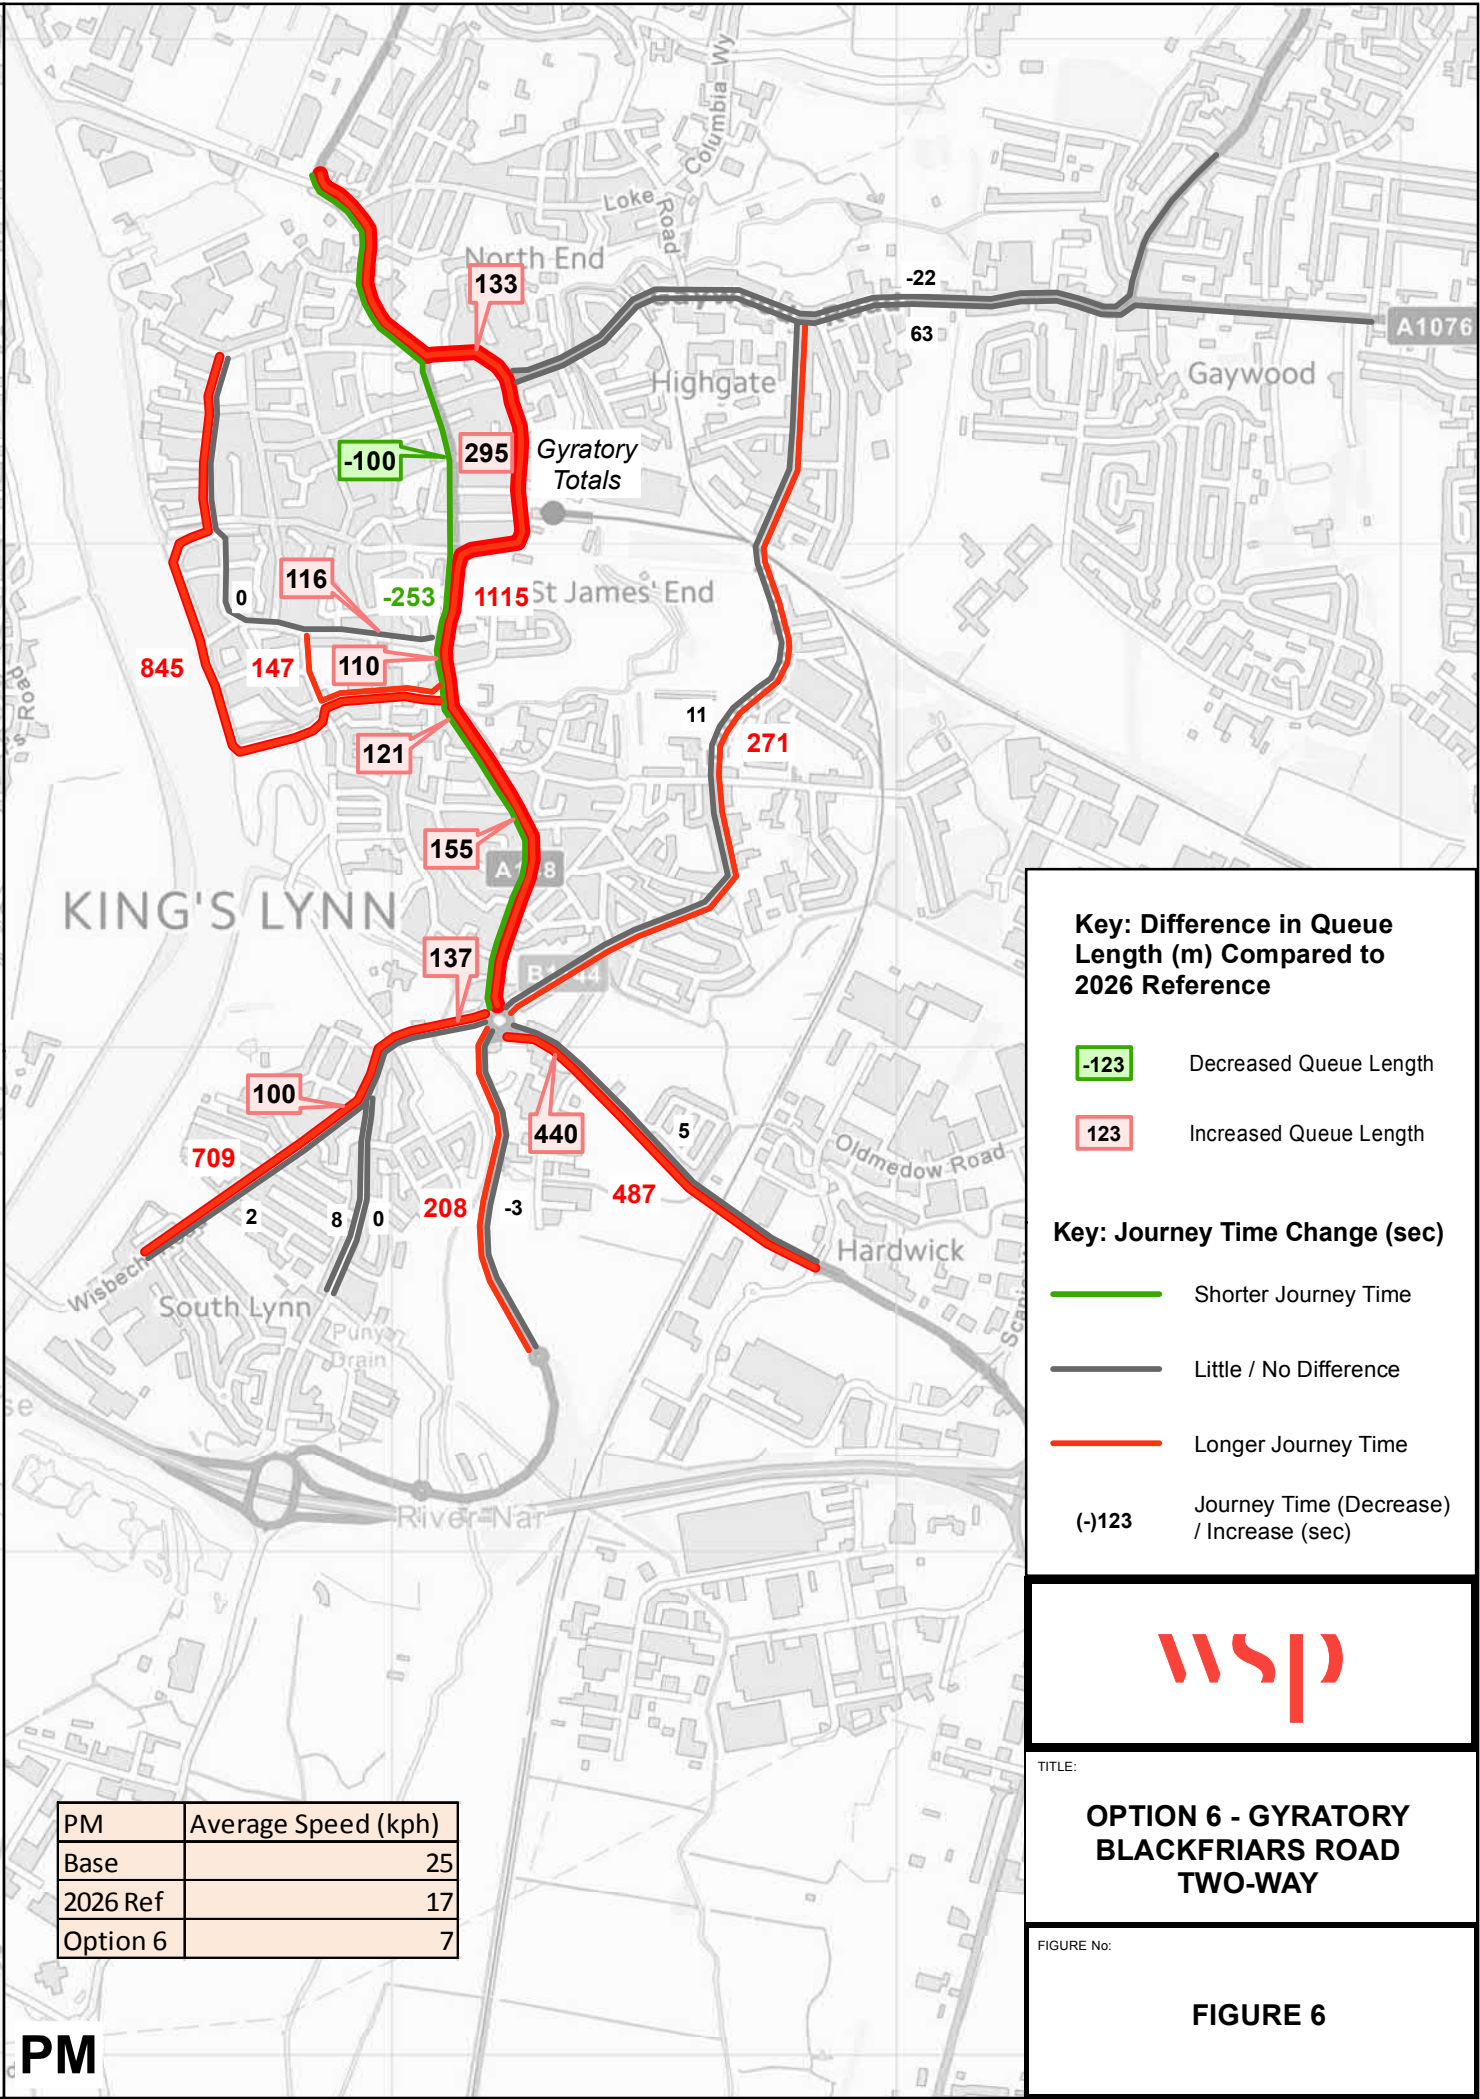 Columbia Wy
Loke Road
North End
133
-22
63
A1076
Highgate
Gaywood
-100
295
Gyratory
Totals
116
0
-253
1115
St James' End
845
147
110
11
271
121
155
KING'S LYNN
137
100
440
5
Oldmedow Road
709
2
8
0
208
-3
487
Hardwick
South Lynn
Puny
Drain
River Nar
Road
Key: Difference in Queue
Length (m) Compared to
2026 Reference
-123
Decreased Queue Length
123
Increased Queue Length
Key: Journey Time Change (sec)
Shorter Journey Time
Little / No Difference
Longer Journey Time
(-)123
Journey Time (Decrease)
/ Increase (sec)
wsp
TITLE:
OPTION 6 - GYRATORY
BLACKFRIARS ROAD
TWO-WAY
FIGURE No:
FIGURE 6
PM Average Speed (kph)
Base 25
2026 Ref 17
Option 6 7
PM